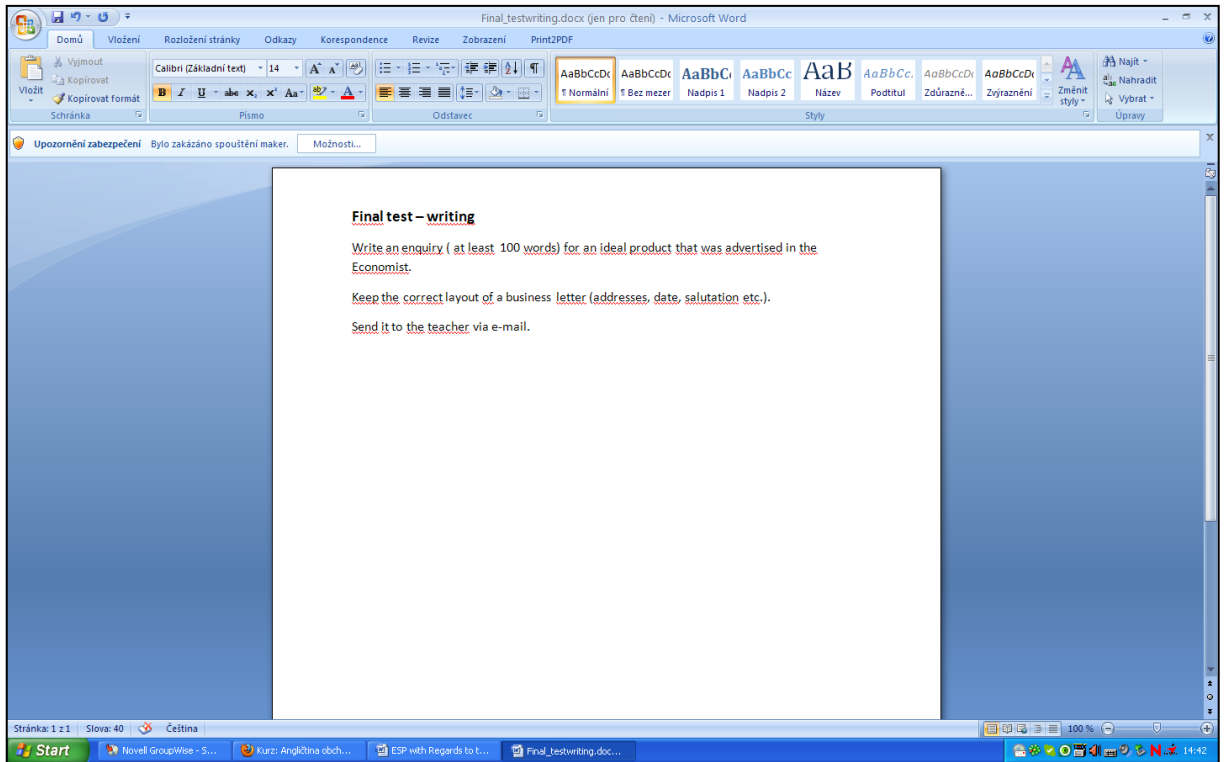 Final_testwriting.docx (jen pro čtení) - Microsoft Word
Domů Vložení Rozložení stránky Odkazy Korespondence Revize Zobrazení Print2PDF
Vložit
Vyjmout
Kopírovat
Kopírovat formát
Schránka
Calibri (Základní text) 14
Písmo
Odstavec
AaBbCcDc AaBbCcDc AaBbC AaBbCc AaB AaBbCc. AaBbCcDc AaBbCcDc
¶ Normální ¶ Bez mezer Nadpis 1 Nadpis 2 Název Podtitul Zdůrazně... Zvýraznění
Změnit
styly
Styly
Najít
Nahradit
Vybrat
Úpravy
Upozornění zabezpečení Bylo zakázáno spouštění maker. Možnosti...
Final test – writing
Write an enquiry ( at least 100 words) for an ideal product that was advertised in the
Economist.
Keep the correct layout of a business letter (addresses, date, salutation etc.).
Send it to the teacher via e-mail.
Stránka: 1 z 1 Slova: 40 Čeština 100 %
Start Novell GroupWise - S... Kurz: Angličtina obch... ESP with Regards to t... Final_testwriting.doc... 14:42